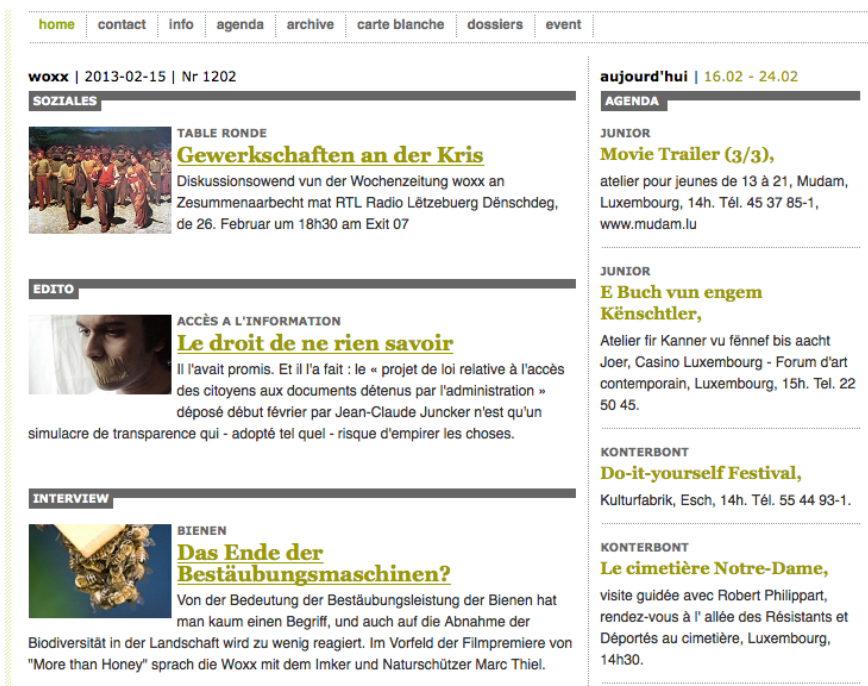 home contact info agenda archive carte blanche dossiers event
woxx | 2013-02-15 | Nr 1202
SOZIALES
TABLE RONDE
Gewerkschaften an der Kris
Diskussionsowend vun der Wochenzeitung woxx an
Zesummenaarbecht mat RTL Radio Lëtzebuerg Dënschdeg,
de 26. Februar um 18h30 am Exit 07
EDITO
ACCÈS A L'INFORMATION
Le droit de ne rien savoir
Il l'avait promis. Et il l'a fait : le « projet de loi relative à l'accès
des citoyens aux documents détenus par l'administration »
déposé début février par Jean-Claude Juncker n'est qu'un
simulacre de transparence qui - adopté tel quel - risque d'empirer les choses.
INTERVIEW
BIENEN
Das Ende der
Bestäubungsmaschinen?
Von der Bedeutung der Bestäubungsleistung der Bienen hat
man kaum einen Begriff, und auch auf die Abnahme der
Biodiversität in der Landschaft wird zu wenig reagiert. Im Vorfeld der Filmpremiere von
"More than Honey" sprach die Woxx mit dem Imker und Naturschützer Marc Thiel.
aujourd'hui | 16.02 - 24.02
AGENDA
JUNIOR
Movie Trailer (3/3),
atelier pour jeunes de 13 à 21, Mudam,
Luxembourg, 14h. Tél. 45 37 85-1,
www.mudam.lu
JUNIOR
E Buch vun engem
Kënschtler,
Atelier fir Kanner vu fënnef bis aacht
Joer, Casino Luxembourg - Forum d'art
contemporain, Luxembourg, 15h. Tel. 22
50 45.
KONTERBONT
Do-it-yourself Festival,
Kulturfabrik, Esch, 14h. Tél. 55 44 93-1.
KONTERBONT
Le cimetière Notre-Dame,
visite guidée avec Robert Philippart,
rendez-vous à l' allée des Résistants et
Déportés au cimetière, Luxembourg,
14h30.